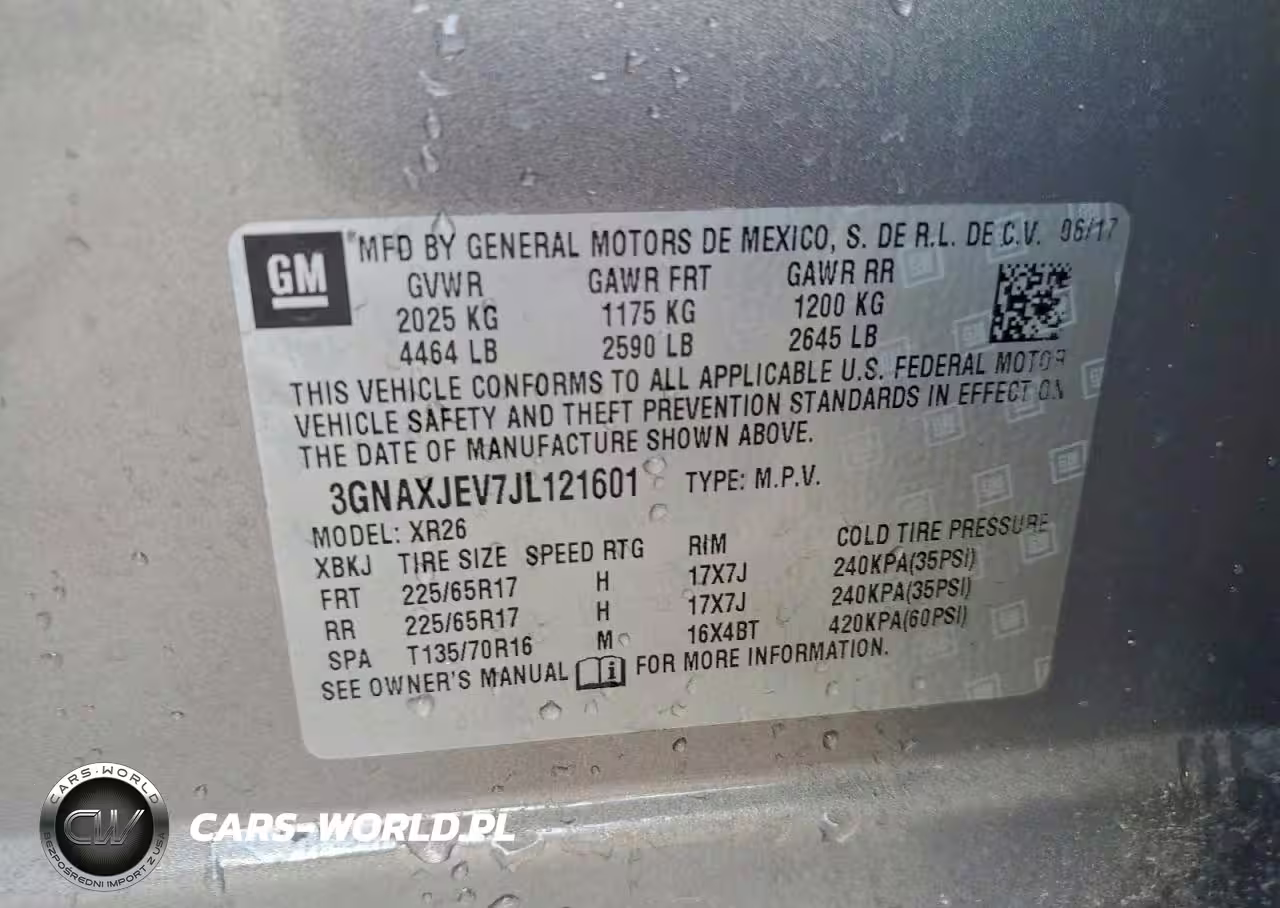 GM
MFD BY GENERAL MOTORS DE MEXICO, S. DE R.L. DE C.V. 06/17
GVWR GAWR FRT GAWR RR
2025 KG 1175 KG 1200 KG
4464 LB 2590 LB 2645 LB
THIS VEHICLE CONFORMS TO ALL APPLICABLE U.S. FEDERAL MOTOR
VEHICLE SAFETY AND THEFT PREVENTION STANDARDS IN EFFECT ON
THE DATE OF MANUFACTURE SHOWN ABOVE.
3GNAXJEV7JL121601 TYPE: M.P.V.
MODEL: XR26
XBKJ TIRE SIZE SPEED RTG RIM COLD TIRE PRESSURE
FRT 225/65R17 H 17X7J 240KPA(35PSI)
RR 225/65R17 H 17X7J 240KPA(35PSI)
SPA T135/70R16 M 16X4BT 420KPA(60PSI)
SEE OWNER'S MANUAL i FOR MORE INFORMATION.
CARS-WORLD
CW
BEZPOŚREDNI IMPORT Z USA
CARS-WORLD.PL